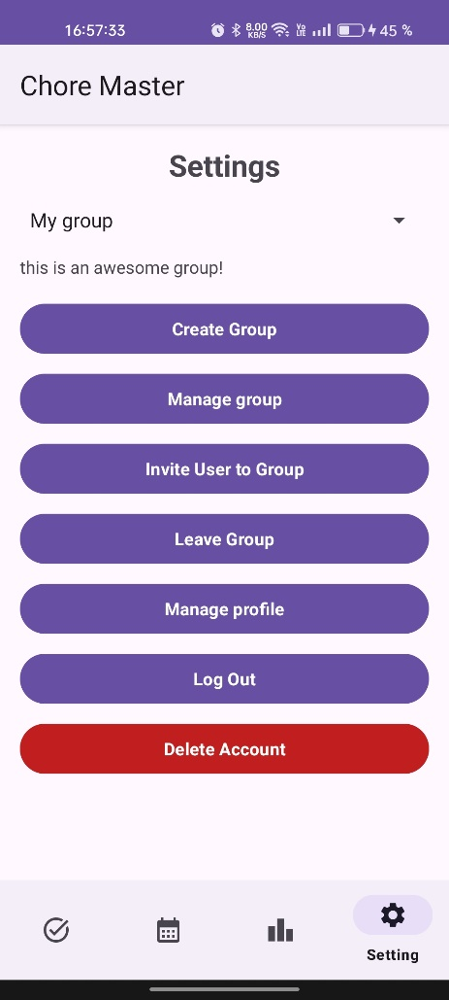 16:57:33 8.00 KB/S Vo LTE 45 %
Chore Master
Settings
My group
this is an awesome group!
Create Group
Manage group
Invite User to Group
Leave Group
Manage profile
Log Out
Delete Account
Setting